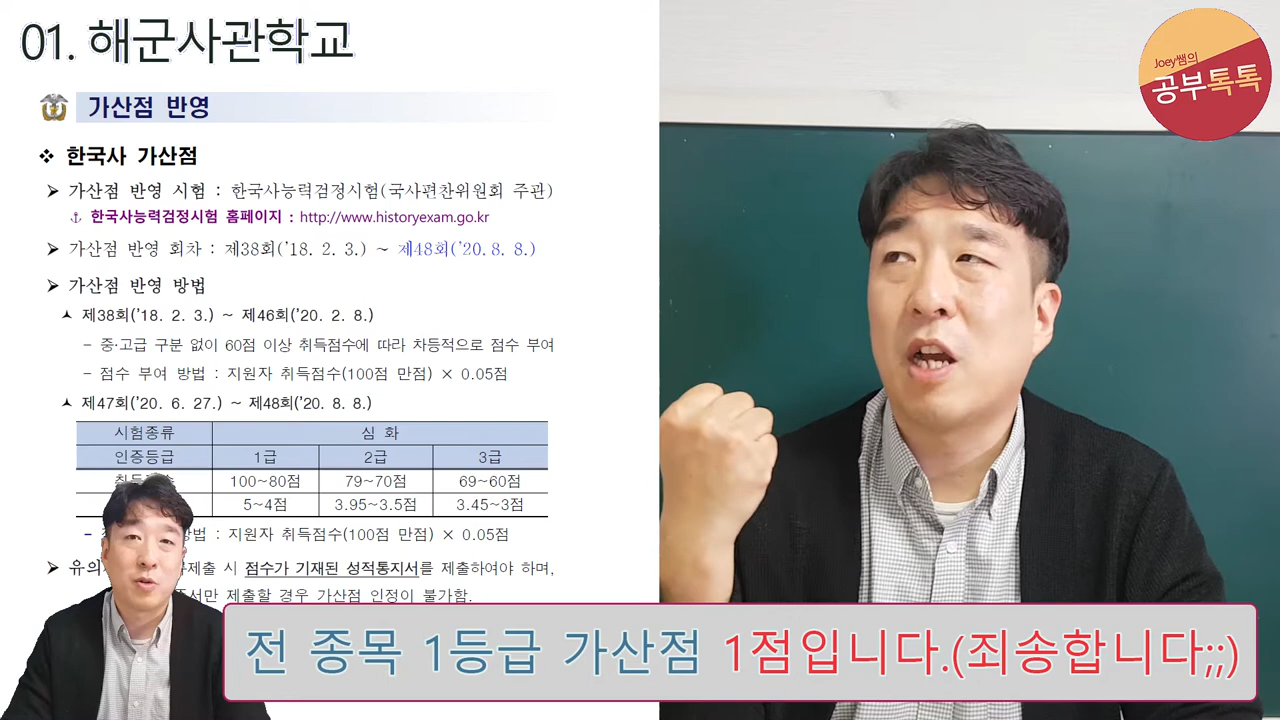 01. 해군사관학교
Joey쌤의
공부톡톡
가산점 반영
❖ 한국사 가산점
➢ 가산점 반영 시험 : 한국사능력검정시험(국사편찬위원회 주관)
⚓ 한국사능력검정시험 홈페이지 : http://www.historyexam.go.kr
➢ 가산점 반영 회차 : 제38회('18. 2. 3.) ~ 제48회('20. 8. 8.)
➢ 가산점 반영 방법
제38회('18. 2. 3.) ~ 제46회('20. 2. 8.)
- 중·고급 구분 없이 60점 이상 취득점수에 따라 차등적으로 점수 부여
- 점수 부여 방법 : 지원자 취득점수(100점 만점) × 0.05점
제47회('20. 6. 27.) ~ 제48회('20. 8. 8.)
시험종류 심 화
인증등급 1급 2급 3급
100~80점 79~70점 69~60점
5~4점 3.95~3.5점 3.45~3점
- 방법 : 지원자 취득점수(100점 만점) × 0.05점
➢ 유의 제출 시 점수가 기재된 성적통지서를 제출하여야 하며,
제출할 경우 가산점 인정이 불가함.
전 종목 1등급 가산점 1점입니다.(죄송합니다;;)